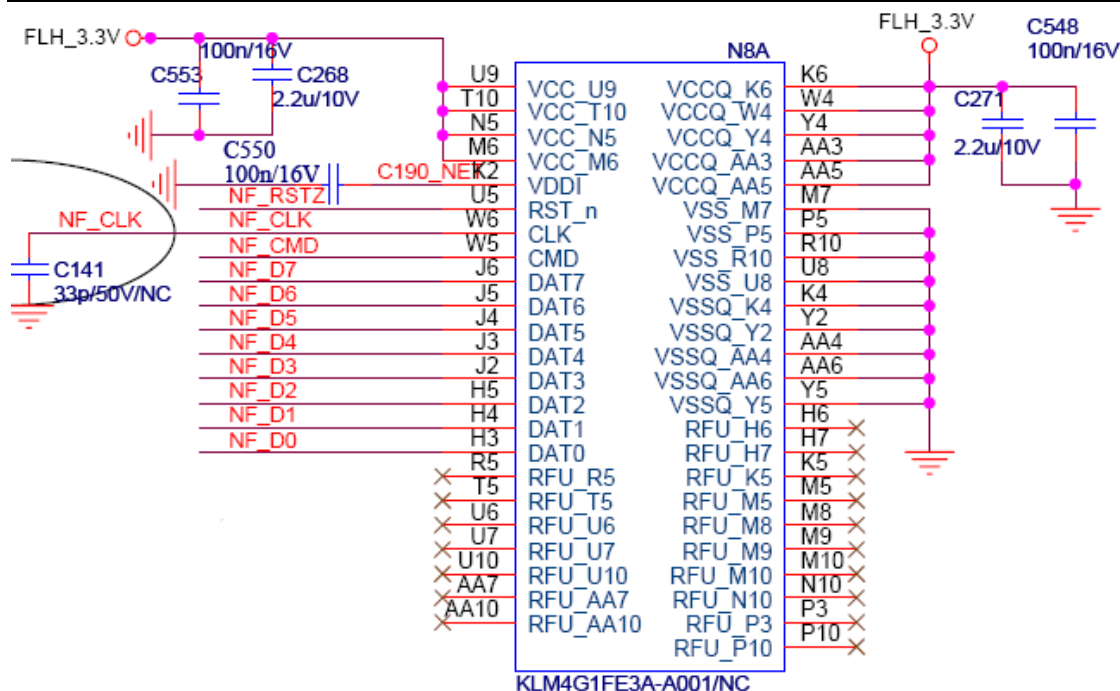 FLH_3.3V
100n/16V
C553
C268
2.2u/10V
C550
100n/16V
C190_NET
NF_CLK
C141
33p/50V/NC
NF_RSTZ
NF_CLK
NF_CMD
NF_D7
NF_D6
NF_D5
NF_D4
NF_D3
NF_D2
NF_D1
NF_D0
N8A
U9 VCC_U9
T10 VCC_T10
N5 VCC_N5
M6 VCC_M6
K2 VDDI
U5 RST_n
W6 CLK
W5 CMD
J6 DAT7
J5 DAT6
J4 DAT5
J3 DAT4
J2 DAT3
H5 DAT2
H4 DAT1
H3 DAT0
R5 RFU_R5
T5 RFU_T5
U6 RFU_U6
U7 RFU_U7
U10 RFU_U10
AA7 RFU_AA7
AA10 RFU_AA10
VCCQ_K6 K6
VCCQ_W4 W4
VCCQ_Y4 Y4
VCCQ_AA3 AA3
VCCQ_AA5 AA5
VSS_M7 M7
VSS_P5 P5
VSS_R10 R10
VSS_U8 U8
VSSQ_K4 K4
VSSQ_Y2 Y2
VSSQ_AA4 AA4
VSSQ_AA6 AA6
VSSQ_Y5 Y5
RFU_H6 H6
RFU_H7 H7
RFU_K5 K5
RFU_M5 M5
RFU_M8 M8
RFU_M9 M9
RFU_M10 M10
RFU_N10 N10
RFU_P3 P3
RFU_P10 P10
KLM4G1FE3A-A001/NC
FLH_3.3V
C548
100n/16V
C271
2.2u/10V